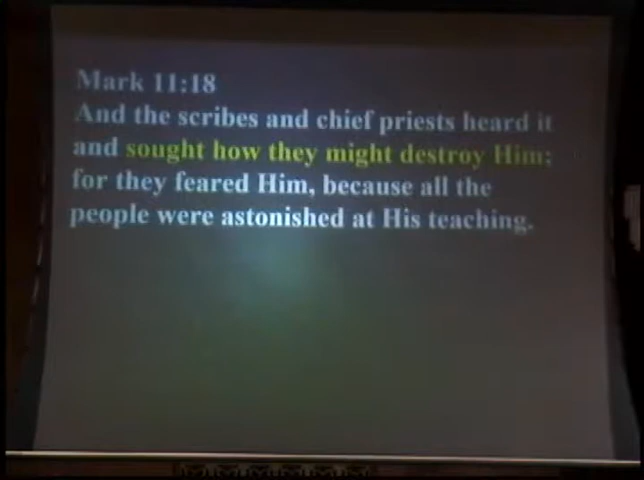 Mark 11:18
And the scribes and chief priests heard it
and sought how they might destroy Him;
for they feared Him, because all the
people were astonished at His teaching.